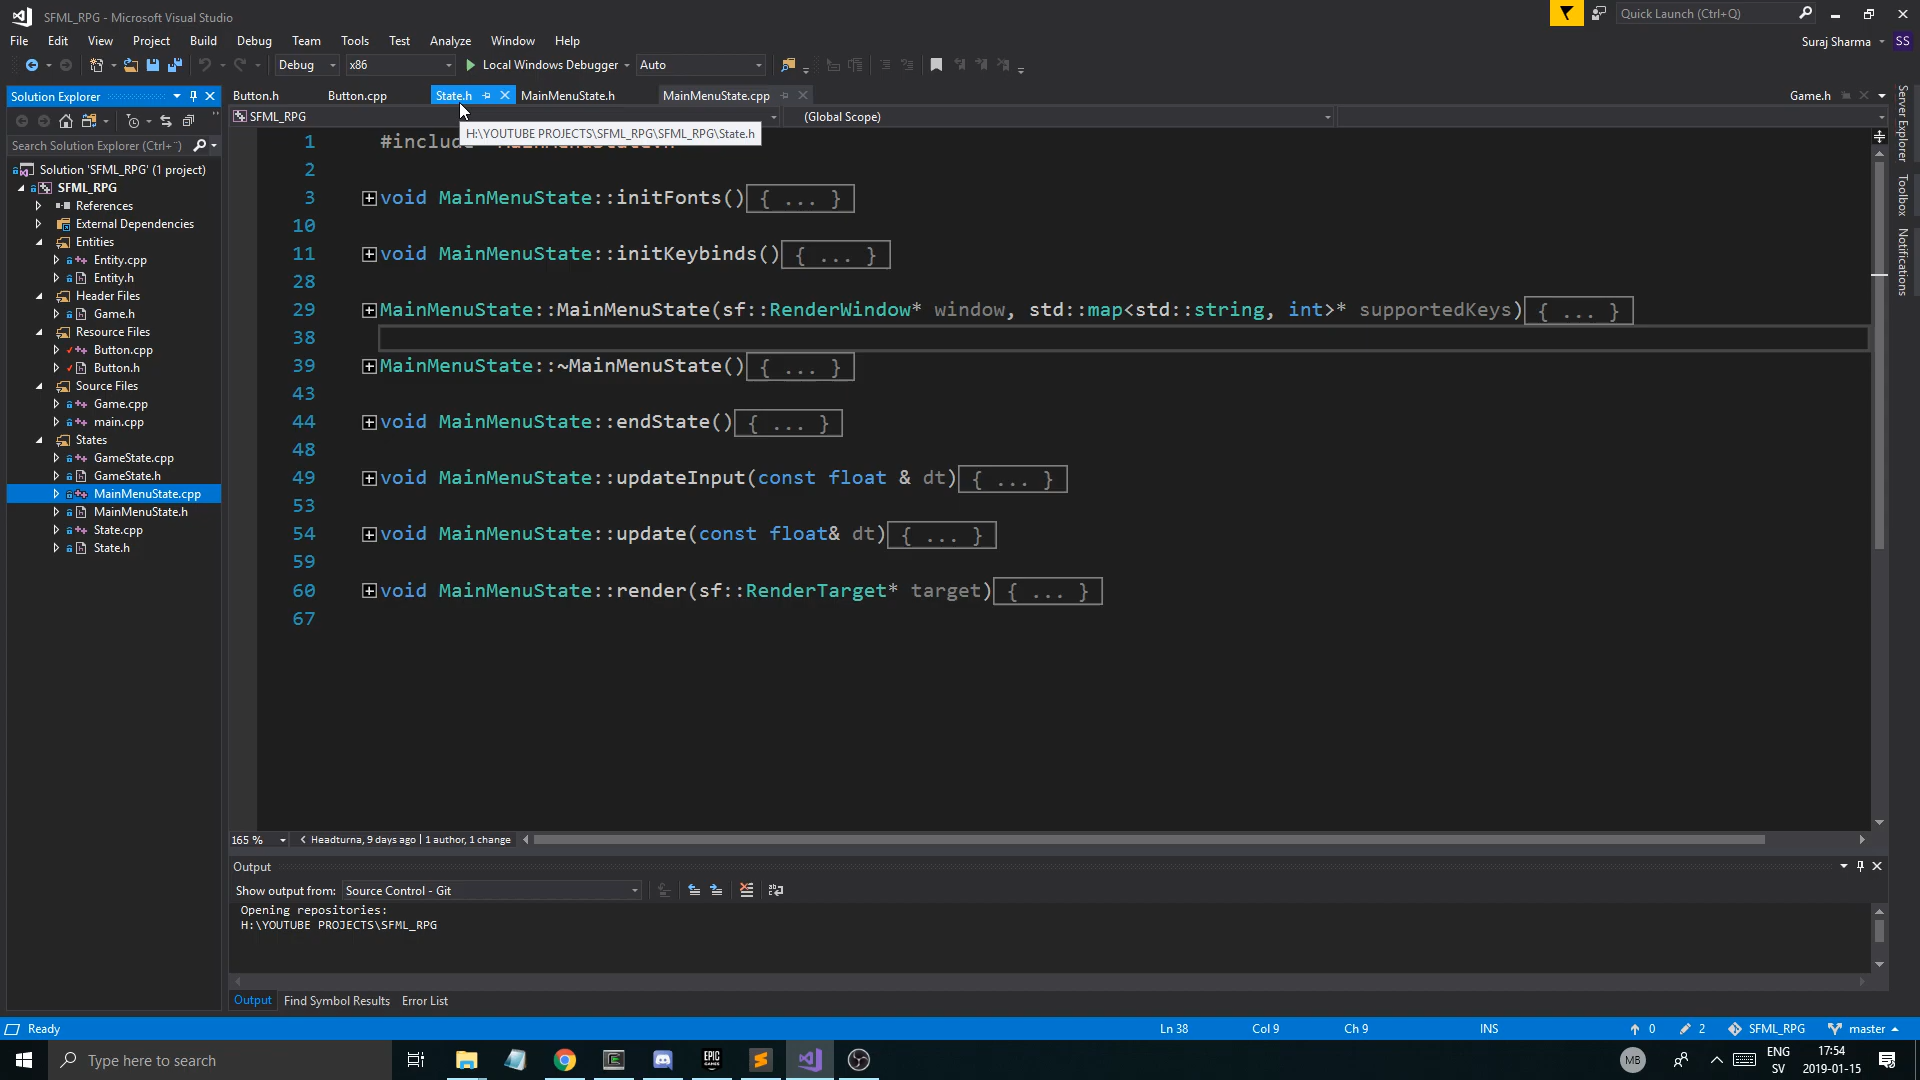 SFML_RPG - Microsoft Visual Studio
Quick Launch (Ctrl+Q)
File Edit View Project Build Debug Team Tools Test Analyze Window Help
Suraj Sharma SS
Debug x86 Local Windows Debugger Auto
Solution Explorer
Button.h Button.cpp State.h MainMenuState.h MainMenuState.cpp Game.h
SFML_RPG (Global Scope)
H:\YOUTUBE PROJECTS\SFML_RPG\SFML_RPG\State.h
Search Solution Explorer (Ctrl+¨)
Solution 'SFML_RPG' (1 project)
SFML_RPG
References
External Dependencies
Entities
Entity.cpp
Entity.h
Header Files
Game.h
Resource Files
Button.cpp
Button.h
Source Files
Game.cpp
main.cpp
States
GameState.cpp
GameState.h
MainMenuState.cpp
MainMenuState.h
State.cpp
State.h
1 #include
2
3 void MainMenuState::initFonts() { ... }
10
11 void MainMenuState::initKeybinds() { ... }
28
29 MainMenuState::MainMenuState(sf::RenderWindow* window, std::map<std::string, int>* supportedKeys) { ... }
38
39 MainMenuState::~MainMenuState() { ... }
43
44 void MainMenuState::endState() { ... }
48
49 void MainMenuState::updateInput(const float & dt) { ... }
53
54 void MainMenuState::update(const float& dt) { ... }
59
60 void MainMenuState::render(sf::RenderTarget* target) { ... }
67
Server Explorer
Toolbox
Notifications
165 % Headturna, 9 days ago | 1 author, 1 change
Output
Show output from: Source Control - Git
Opening repositories:
H:\YOUTUBE PROJECTS\SFML_RPG
Output Find Symbol Results Error List
Ready Ln 38 Col 9 Ch 9 INS 0 2 SFML_RPG master
Type here to search
EPIC GAMES
MB
ENG
SV
17:54
2019-01-15